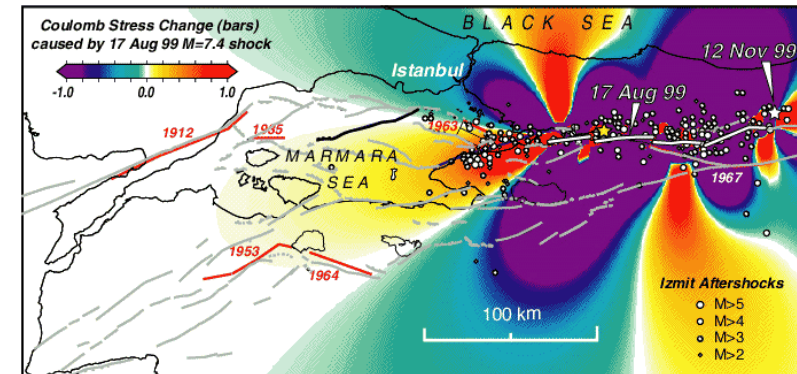 Coulomb Stress Change (bars)
caused by 17 Aug 99 M=7.4 shock
-1.0 0.0 1.0
BLACK SEA
12 Nov 99
Istanbul
17 Aug 99
1912
1935
1963
MARMARA
SEA
1967
1953
1964
100 km
Izmit Aftershocks
M>5
M>4
M>3
M>2